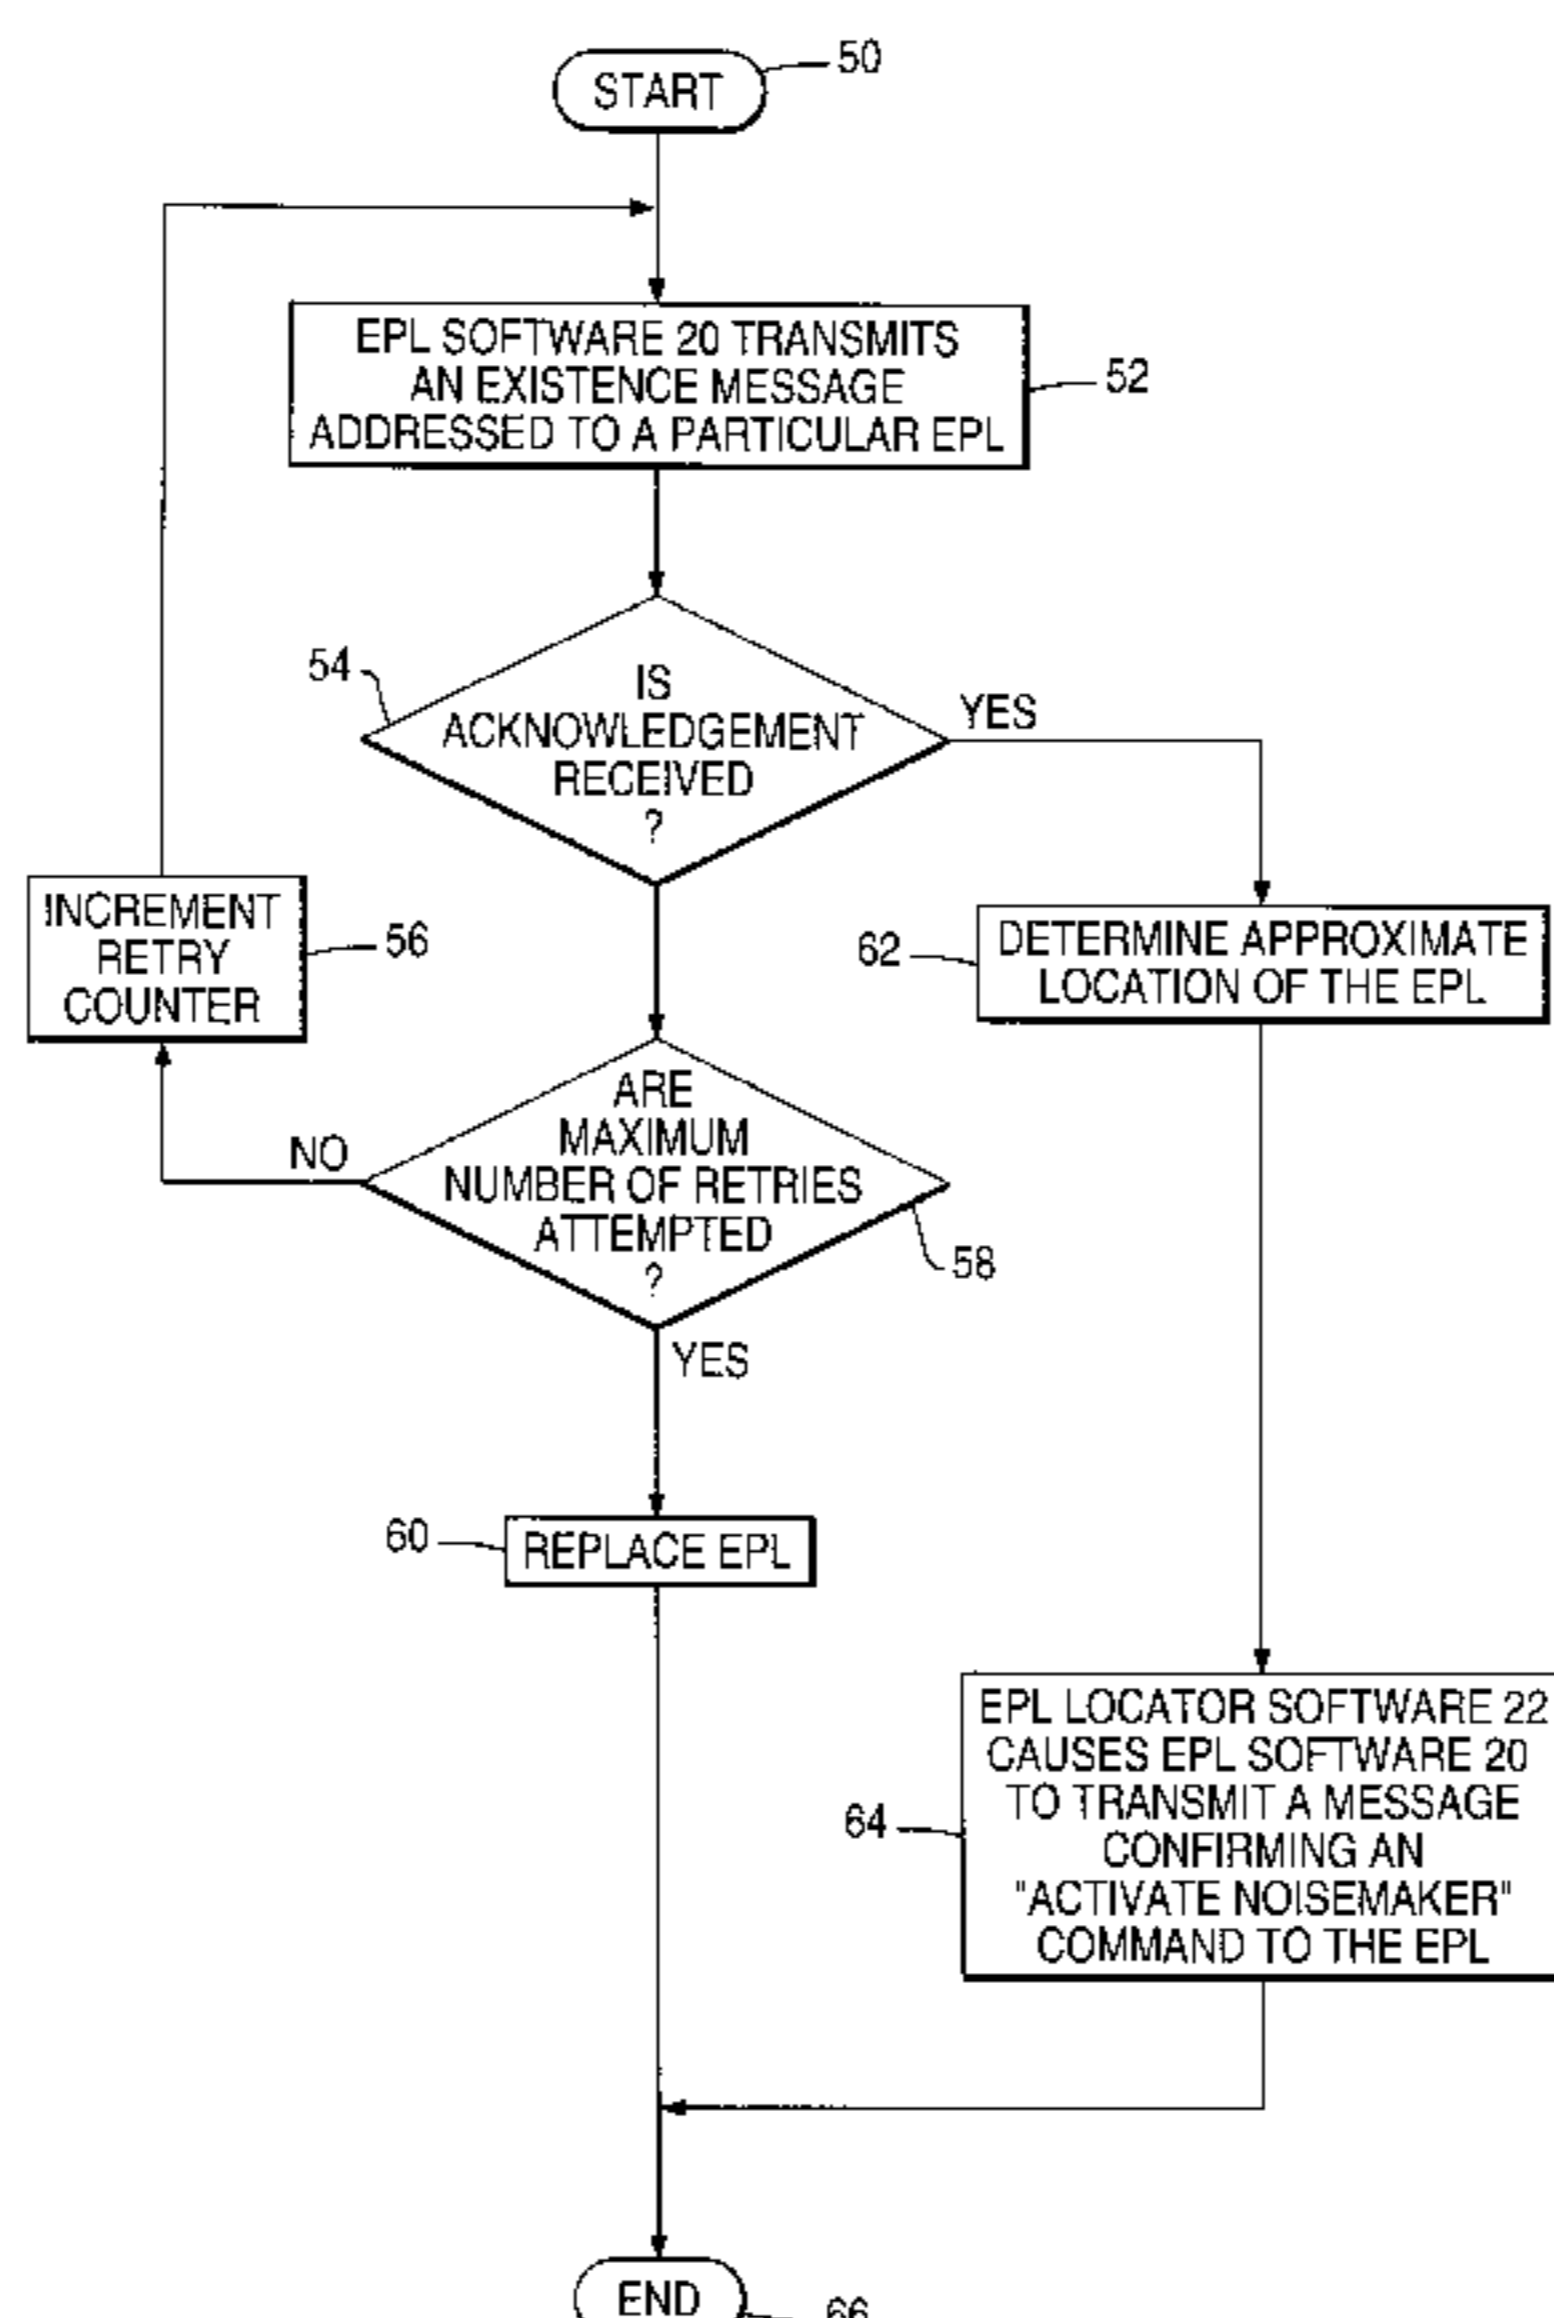 START
50
EPL SOFTWARE 20 TRANSMITS
AN EXISTENCE MESSAGE
ADDRESSED TO A PARTICULAR EPL
52
54
IS
ACKNOWLEDGEMENT
RECEIVED
?
YES
INCREMENT
RETRY
COUNTER
56
62
DETERMINE APPROXIMATE
LOCATION OF THE EPL
NO
ARE
MAXIMUM
NUMBER OF RETRIES
ATTEMPTED
?
58
YES
60
REPLACE EPL
EPL LOCATOR SOFTWARE 22
CAUSES EPL SOFTWARE 20
TO TRANSMIT A MESSAGE
CONFIRMING AN
"ACTIVATE NOISEMAKER"
COMMAND TO THE EPL
64
END
66